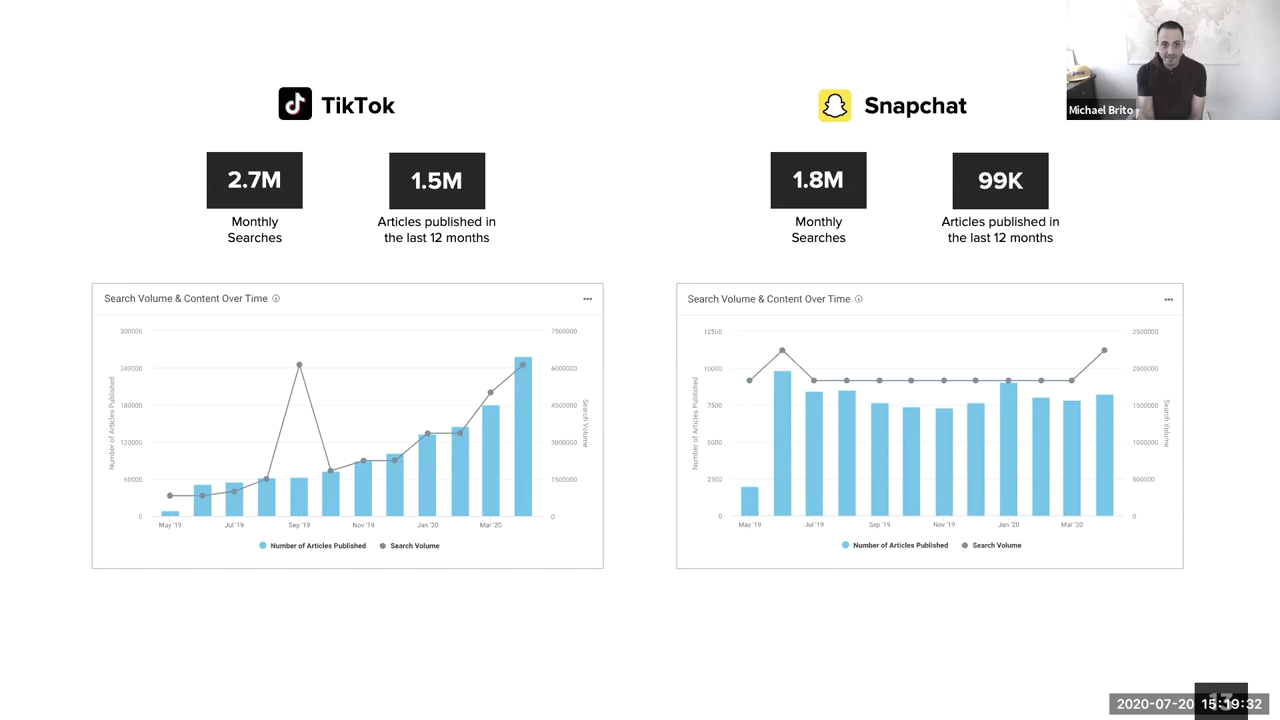 TikTok
2.7M
Monthly
Searches
1.5M
Articles published in
the last 12 months
Snapchat
1.8M
Monthly
Searches
99K
Articles published in
the last 12 months
Michael Brito
Search Volume & Content Over Time
300000
240000
180000
120000
60000
0
Number of Articles Published
7500000
6000000
4500000
3000000
1500000
0
Search Volume
May '19
Jul '19
Sep '19
Nov '19
Jan '20
Mar '20
Number of Articles Published
Search Volume
Search Volume & Content Over Time
12500
10000
7500
5000
2500
0
Number of Articles Published
2500000
2000000
1500000
1000000
500000
0
Search Volume
May '19
Jul '19
Sep '19
Nov '19
Jan '20
Mar '20
Number of Articles Published
Search Volume
13
2020-07-20 15:19:32